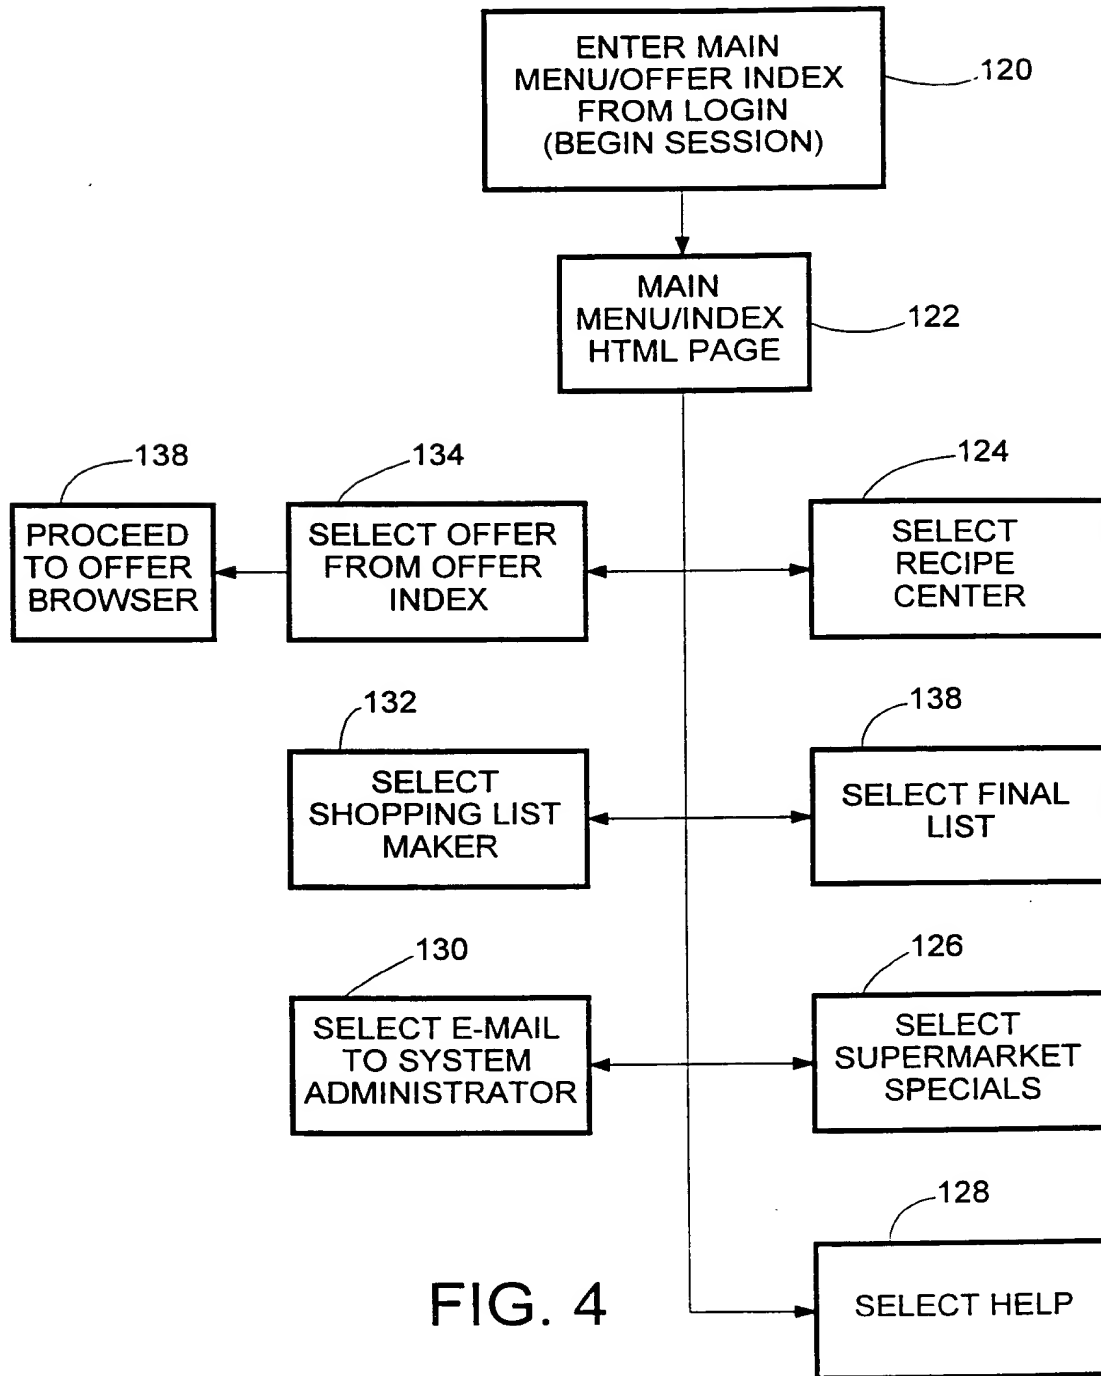 ENTER MAIN
MENU/OFFER INDEX
FROM LOGIN
(BEGIN SESSION)
120
MAIN
MENU/INDEX
HTML PAGE
122
138
PROCEED
TO OFFER
BROWSER
134
SELECT OFFER
FROM OFFER
INDEX
124
SELECT
RECIPE
CENTER
132
SELECT
SHOPPING LIST
MAKER
138
SELECT FINAL
LIST
130
SELECT E-MAIL
TO SYSTEM
ADMINISTRATOR
126
SELECT
SUPERMARKET
SPECIALS
128
SELECT HELP
FIG. 4